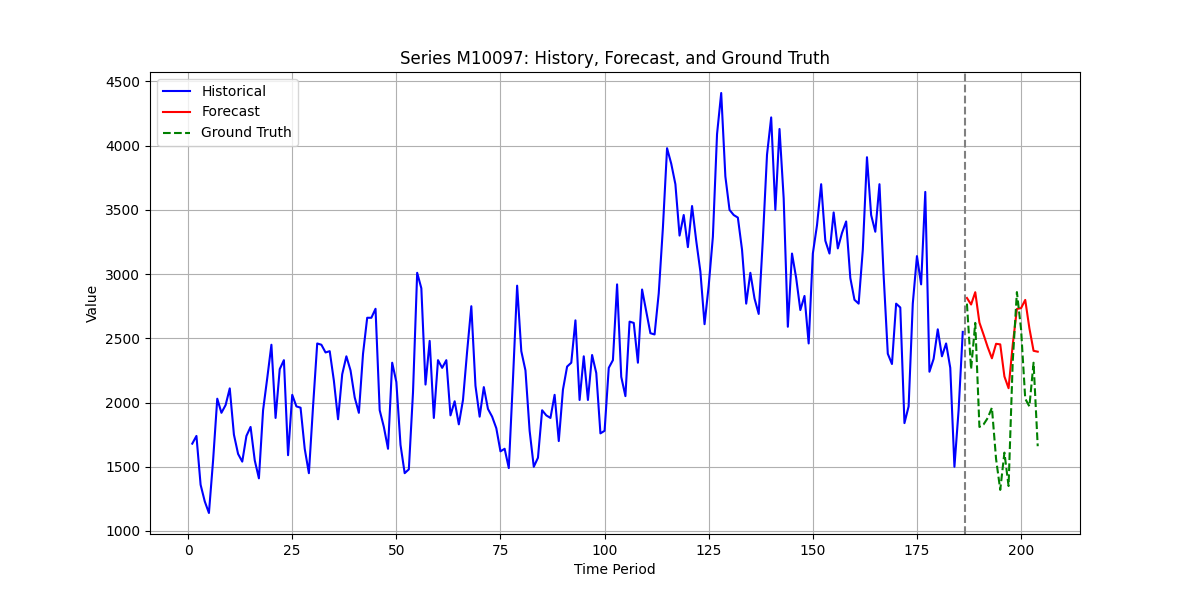 Series M10097: History, Forecast, and Ground Truth
Historical
Forecast
Ground Truth
4500
4000
3500
3000
2500
2000
1500
1000
Value
0 25 50 75 100 125 150 175 200
Time Period